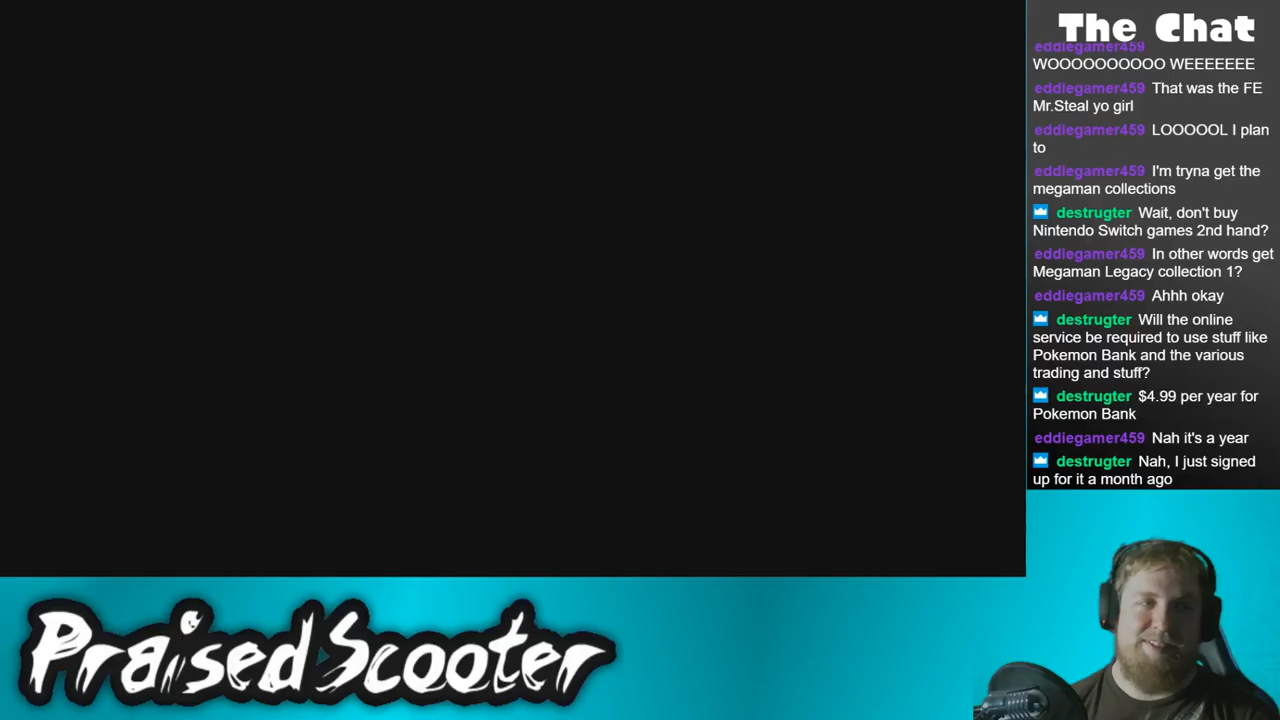 The Chat
eddiegamer459
WOOOOOOOOOO WEEEEEEE
eddiegamer459 That was the FE
Mr.Steal yo girl
eddiegamer459 LOOOOOL I plan
to
eddiegamer459 I'm tryna get the
megaman collections
destrugter Wait, don't buy
Nintendo Switch games 2nd hand?
eddiegamer459 In other words get
Megaman Legacy collection 1?
eddiegamer459 Ahhh okay
destrugter Will the online
service be required to use stuff like
Pokemon Bank and the various
trading and stuff?
destrugter $4.99 per year for
Pokemon Bank
eddiegamer459 Nah it's a year
destrugter Nah, I just signed
up for it a month ago
PraisedScooter